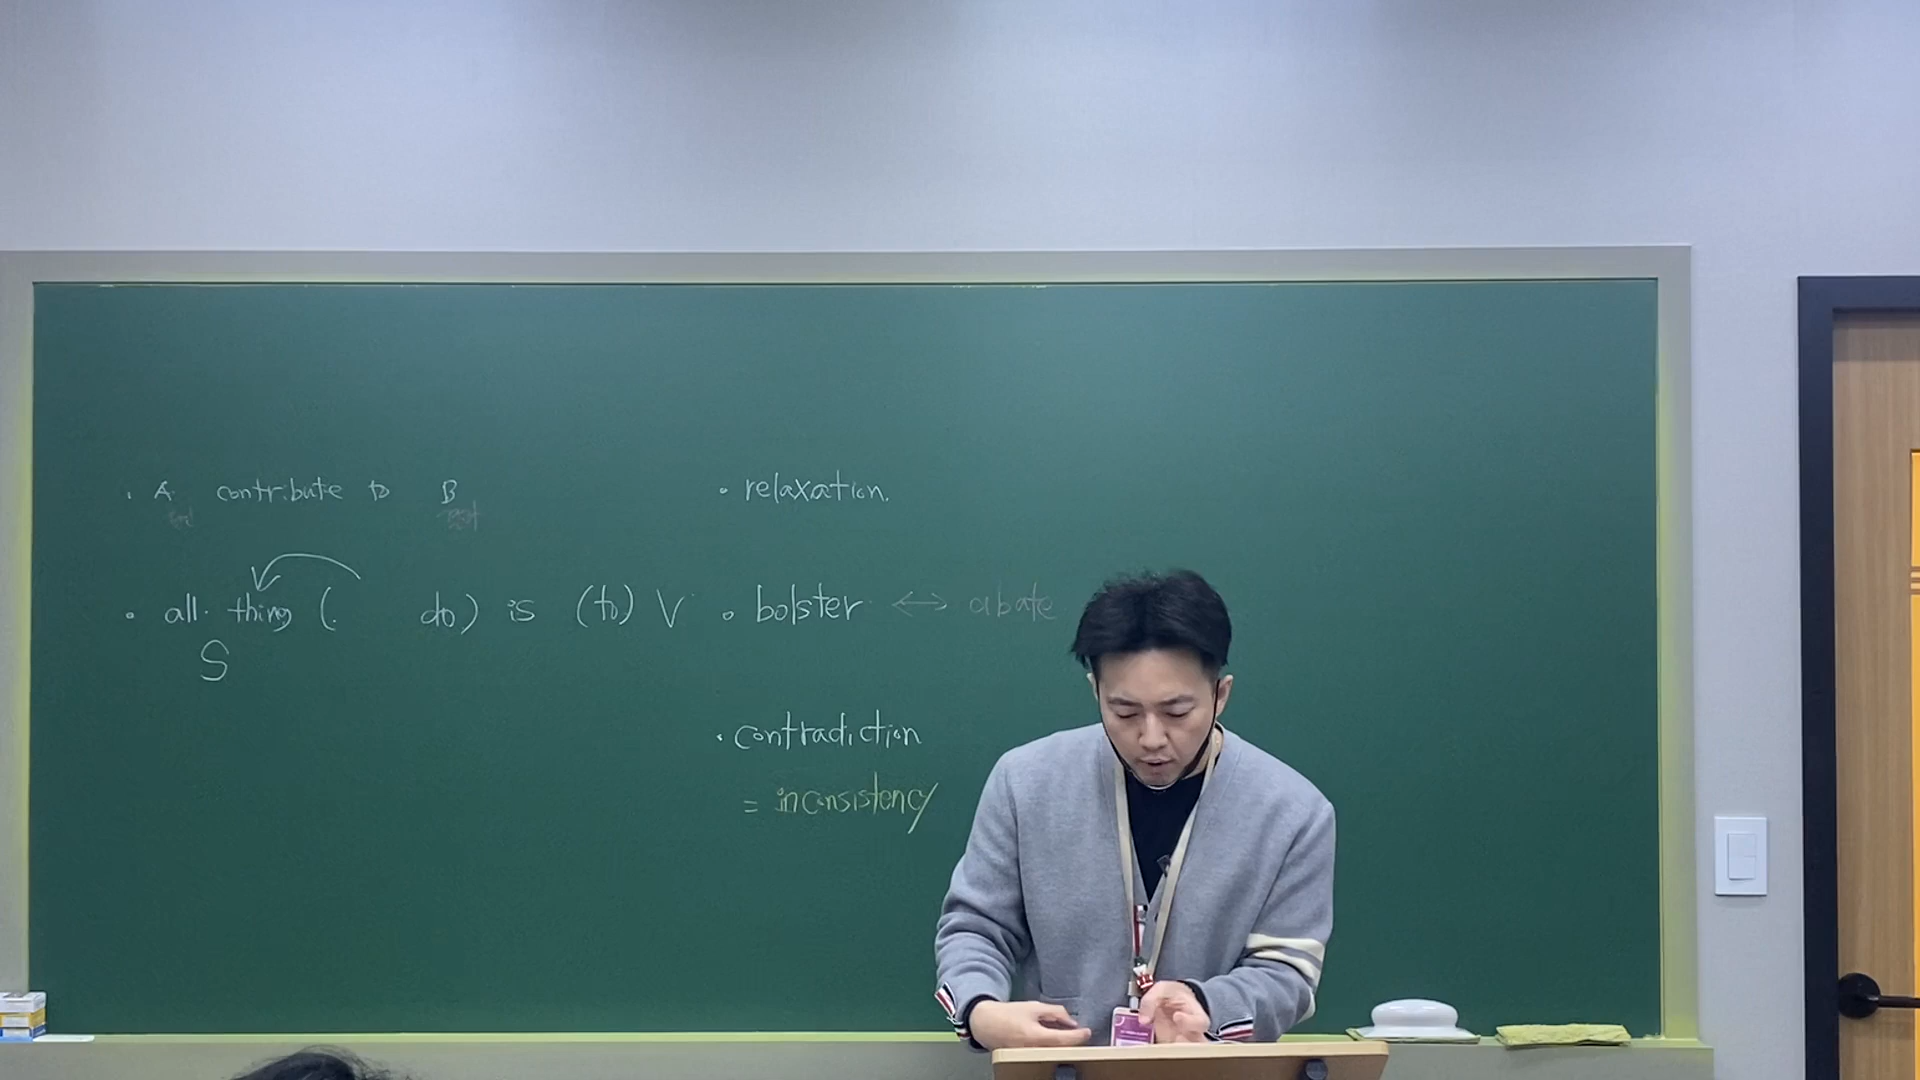 · A contribute to B
· all thing ( do) is (to) V
S
· relaxation.
· bolster ↔ abate
· contradiction
= inconsistency